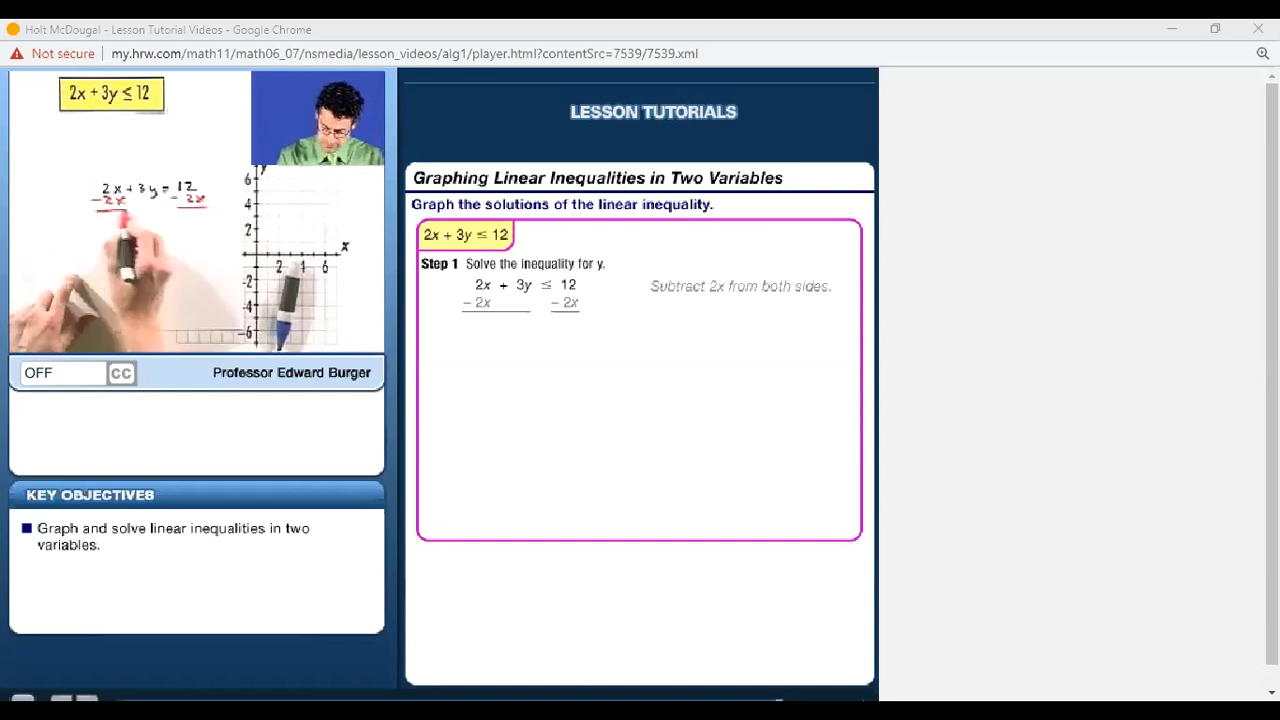 Holt McDougal - Lesson Tutorial Videos - Google Chrome
Not secure my.hrw.com/math11/math06_07/nsmedia/lesson_videos/alg1/player.html?contentSrc=7539/7539.xml
2x + 3y ≤ 12
2x + 3y = 12
-2x -2x
y
6
4
2
x
2 4 6
-2
-4
-6
OFF CC Professor Edward Burger
KEY OBJECTIVES
Graph and solve linear inequalities in two
variables.
LESSON TUTORIALS
Graphing Linear Inequalities in Two Variables
Graph the solutions of the linear inequality.
2x + 3y ≤ 12
Step 1 Solve the inequality for y.
2x + 3y ≤ 12 Subtract 2x from both sides.
- 2x - 2x